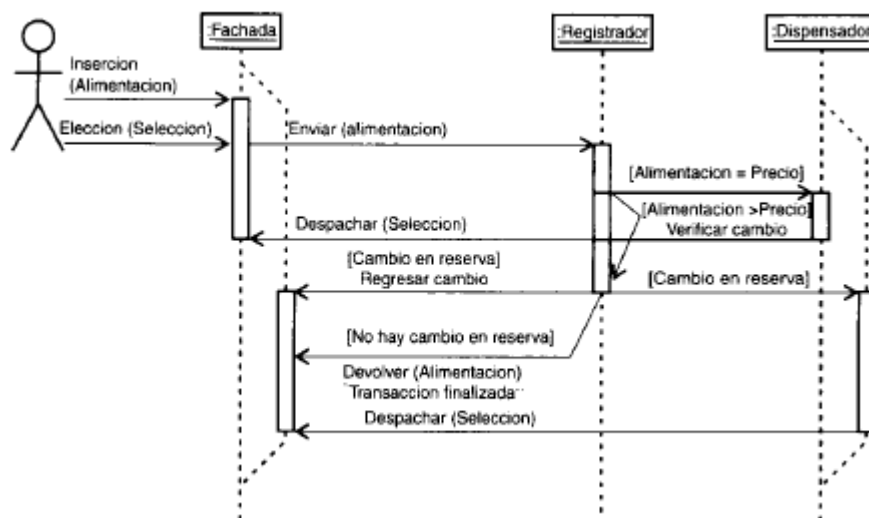 :Fachada
:Registrador
:Dispensador
Insercion
(Alimentacion)
Eleccion (Seleccion)
Enviar (alimentacion)
[Alimentacion = Precio]
[Alimentacion >Precio]
Verificar cambio
Despachar (Seleccion)
[Cambio en reserva]
Regresar cambio
[Cambio en reserva]
[No hay cambio en reserva]
Devolver (Alimentacion)
"Transaccion finalizada"
Despachar (Seleccion)